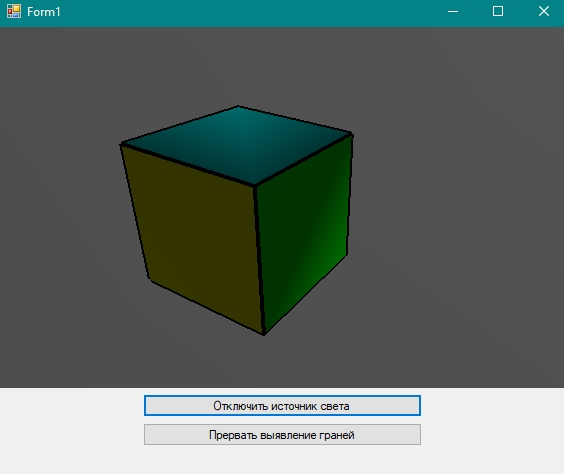 Form1
Отключить источник света
Прервать выявление граней